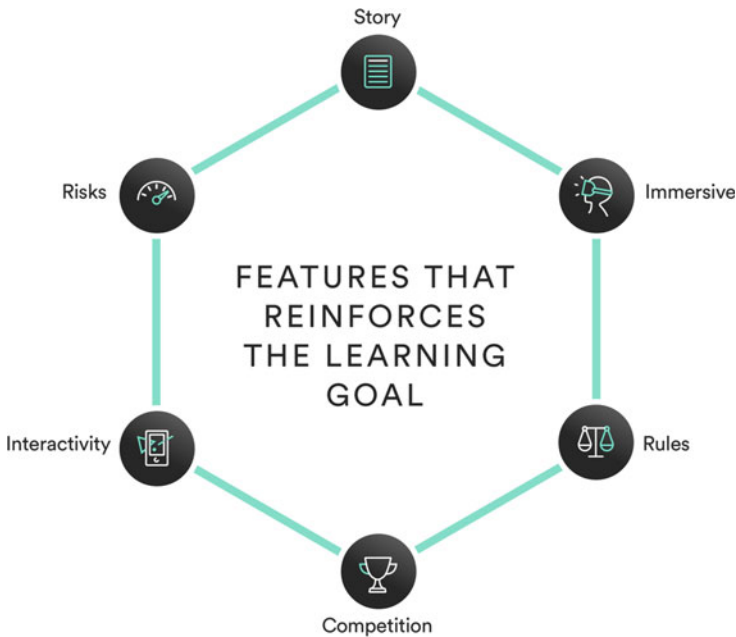 Story
Risks
Immersive
FEATURES THAT
REINFORCES
THE LEARNING
GOAL
Interactivity
Rules
Competition